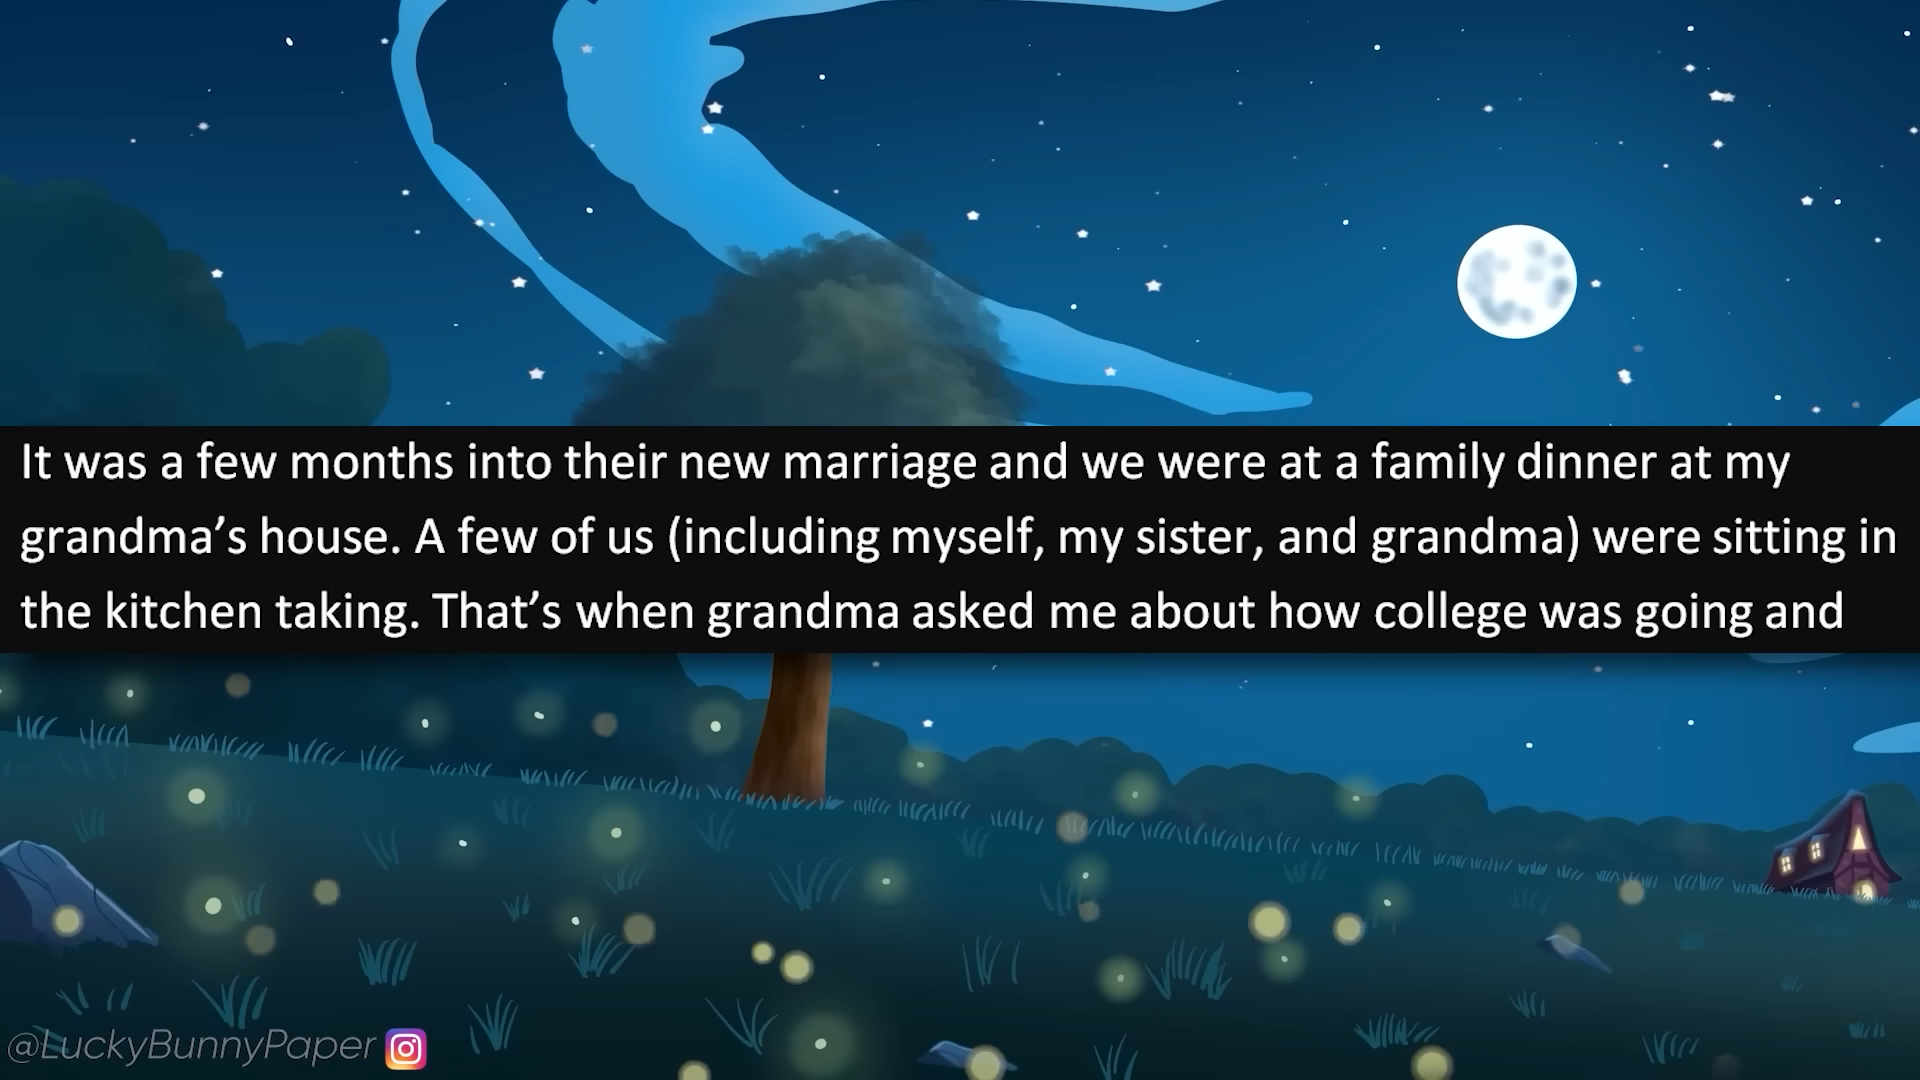 It was a few months into their new marriage and we were at a family dinner at my
grandma’s house. A few of us (including myself, my sister, and grandma) were sitting in
the kitchen taking. That’s when grandma asked me about how college was going and
@LuckyBunnyPaper